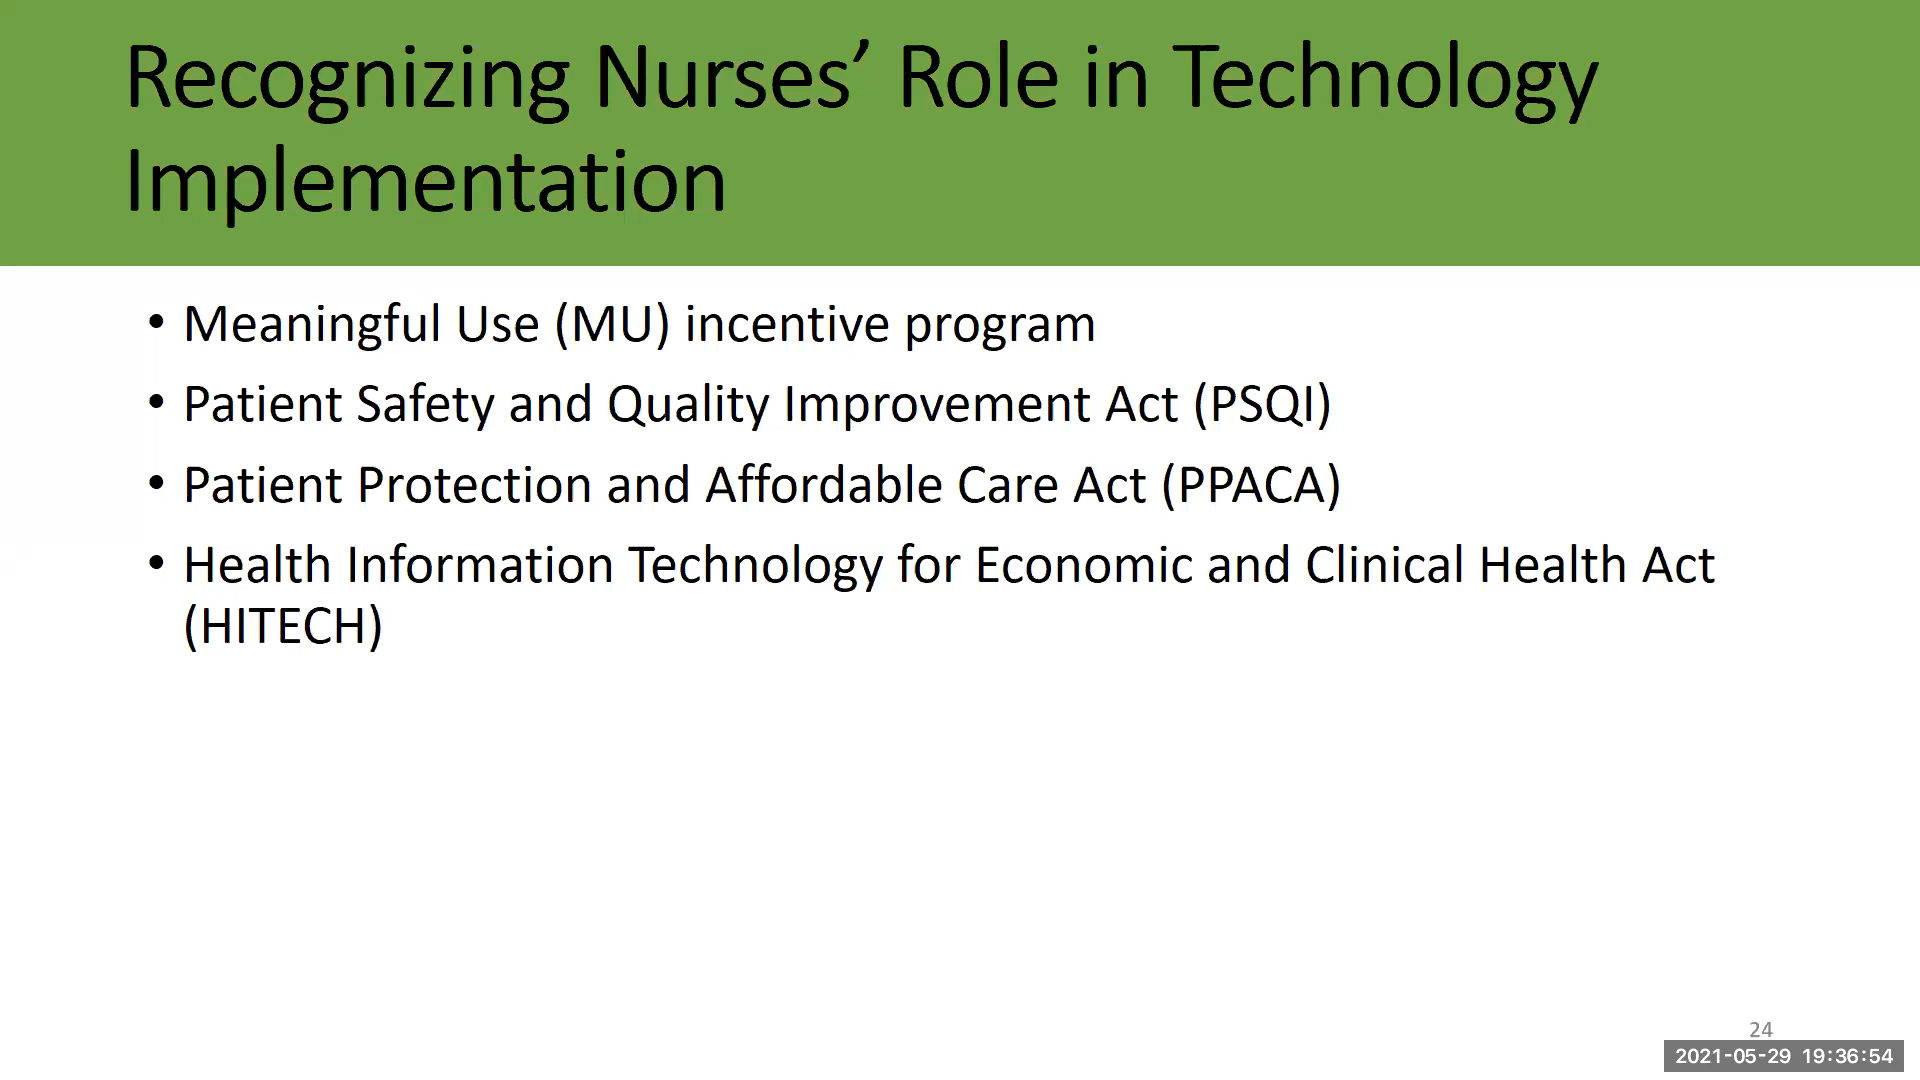 Recognizing Nurses’ Role in Technology
Implementation
• Meaningful Use (MU) incentive program
• Patient Safety and Quality Improvement Act (PSQI)
• Patient Protection and Affordable Care Act (PPACA)
• Health Information Technology for Economic and Clinical Health Act
(HITECH)
24
2021-05-29 19:36:54